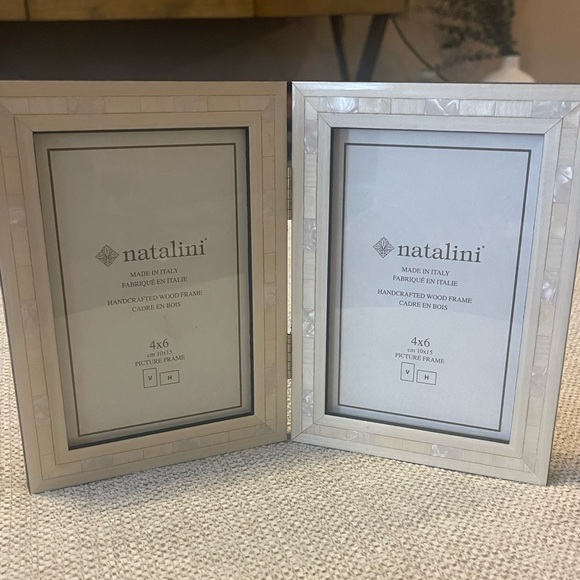 natalini
MADE IN ITALY
FABRIQUÉ EN ITALIE
HANDCRAFTED WOOD FRAME
CADRE EN BOIS
4x6
cm 10x15
PICTURE FRAME
V H
natalini
MADE IN ITALY
FABRIQUÉ EN ITALIE
HANDCRAFTED WOOD FRAME
CADRE EN BOIS
4x6
cm 10x15
PICTURE FRAME
V H